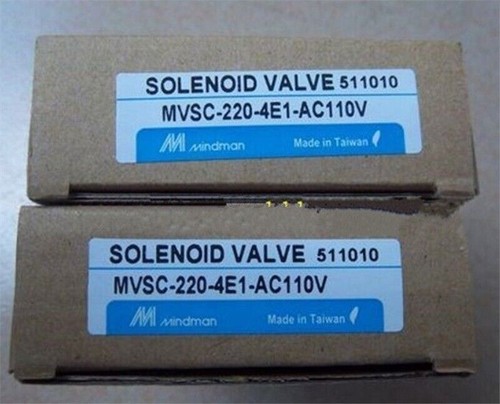 SOLENOID VALVE 511010
MVSC-220-4E1-AC110V
Mindman Made in Taiwan
SOLENOID VALVE 511010
MVSC-220-4E1-AC110V
Mindman Made in Taiwan